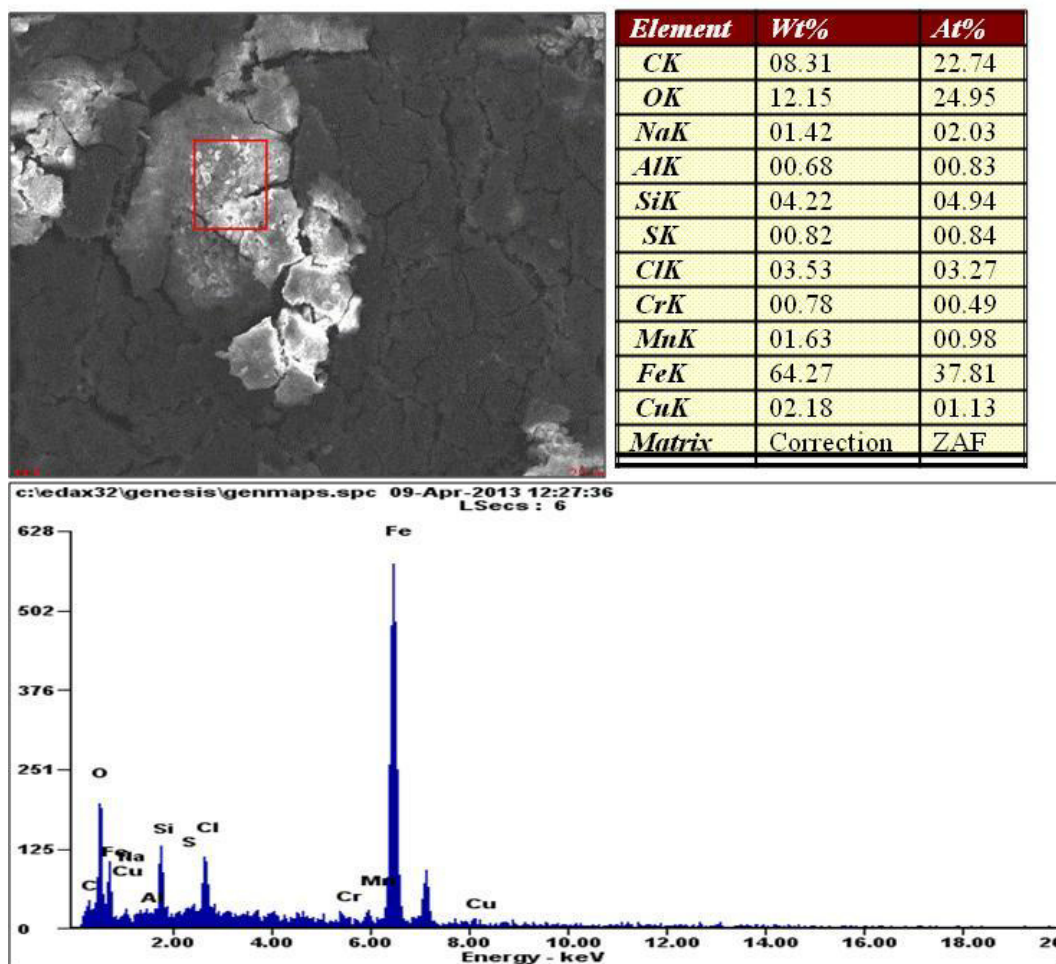 Element Wt% At%
CK 08.31 22.74
OK 12.15 24.95
NaK 01.42 02.03
AlK 00.68 00.83
SiK 04.22 04.94
SK 00.82 00.84
ClK 03.53 03.27
CrK 00.78 00.49
MnK 01.63 00.98
FeK 64.27 37.81
CuK 02.18 01.13
Matrix Correction ZAF
c:\edax32\genesis\genmaps.spc 09-Apr-2013 12:27:36
LSecs : 6
628
502
376
251
125
0
Fe
O
Si
Cl
S
Fe
Na
Cu
C
Al
Cr
Mn
Cu
2.00 4.00 6.00 8.00 10.00 12.00 14.00 16.00 18.00 20
Energy - keV